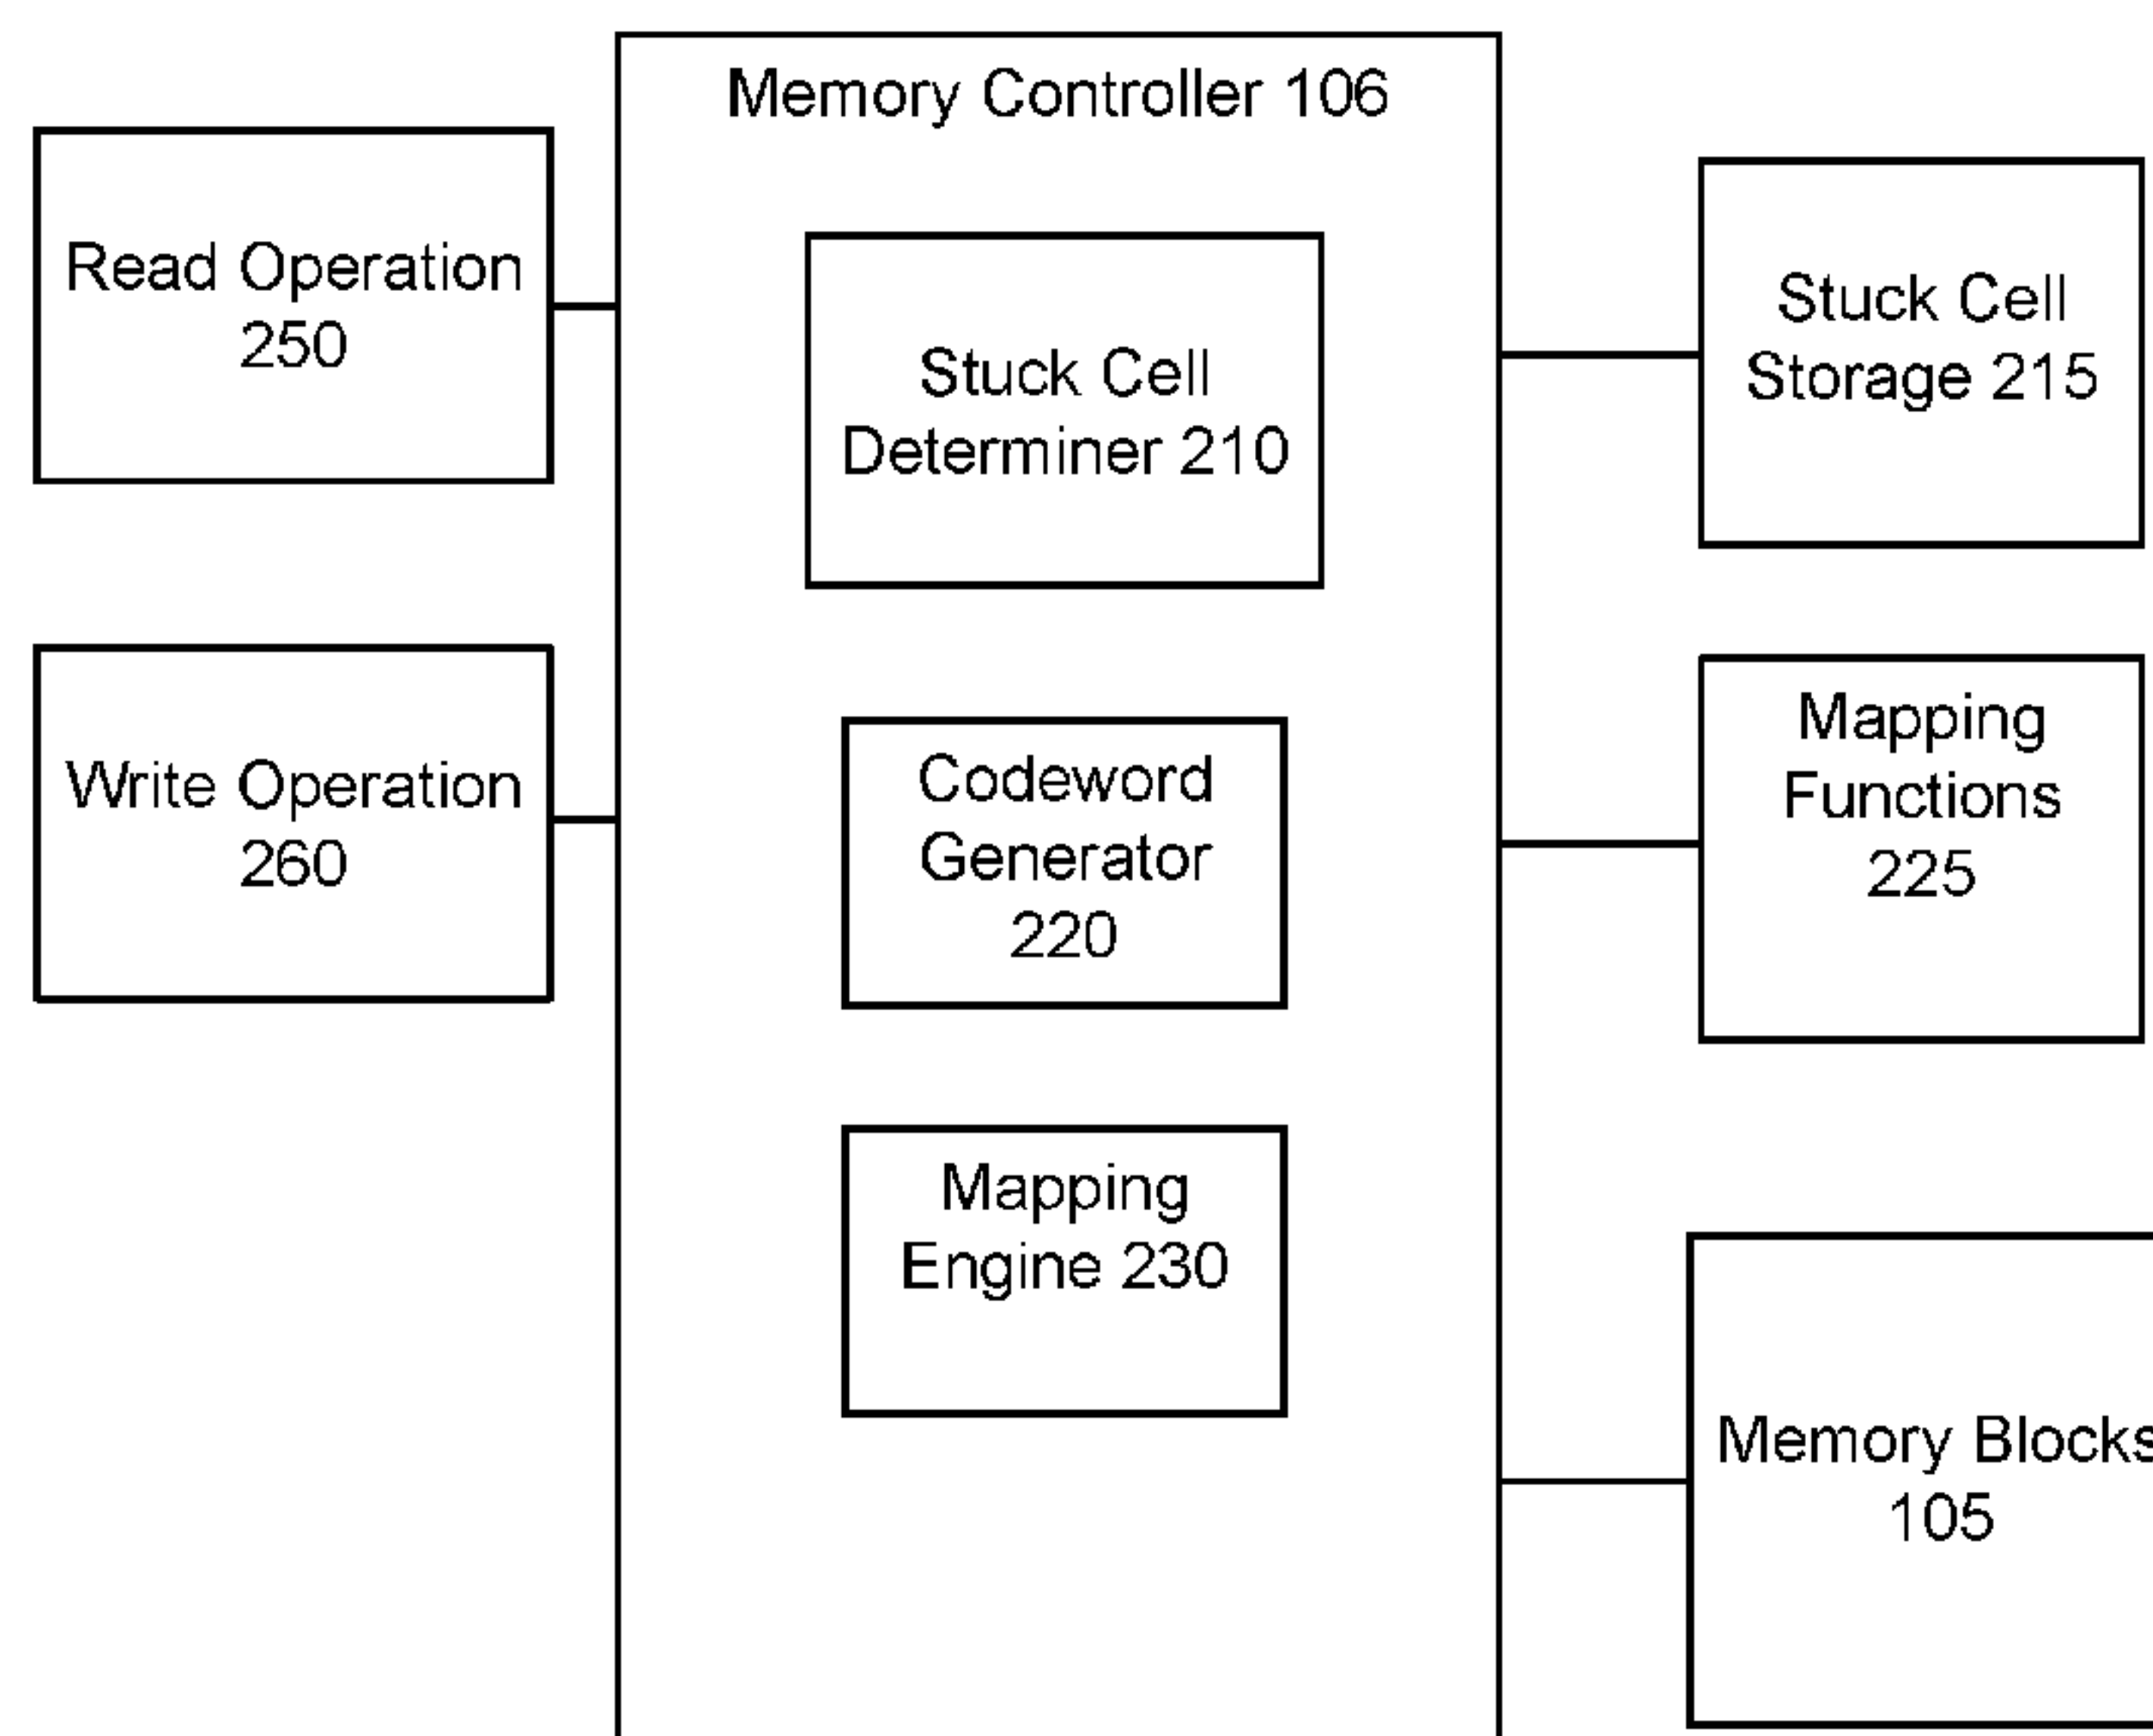 Memory Controller 106
Read Operation
250
Write Operation
260
Stuck Cell
Determiner 210
Codeword
Generator
220
Mapping
Engine 230
Stuck Cell
Storage 215
Mapping
Functions
225
Memory Blocks
105